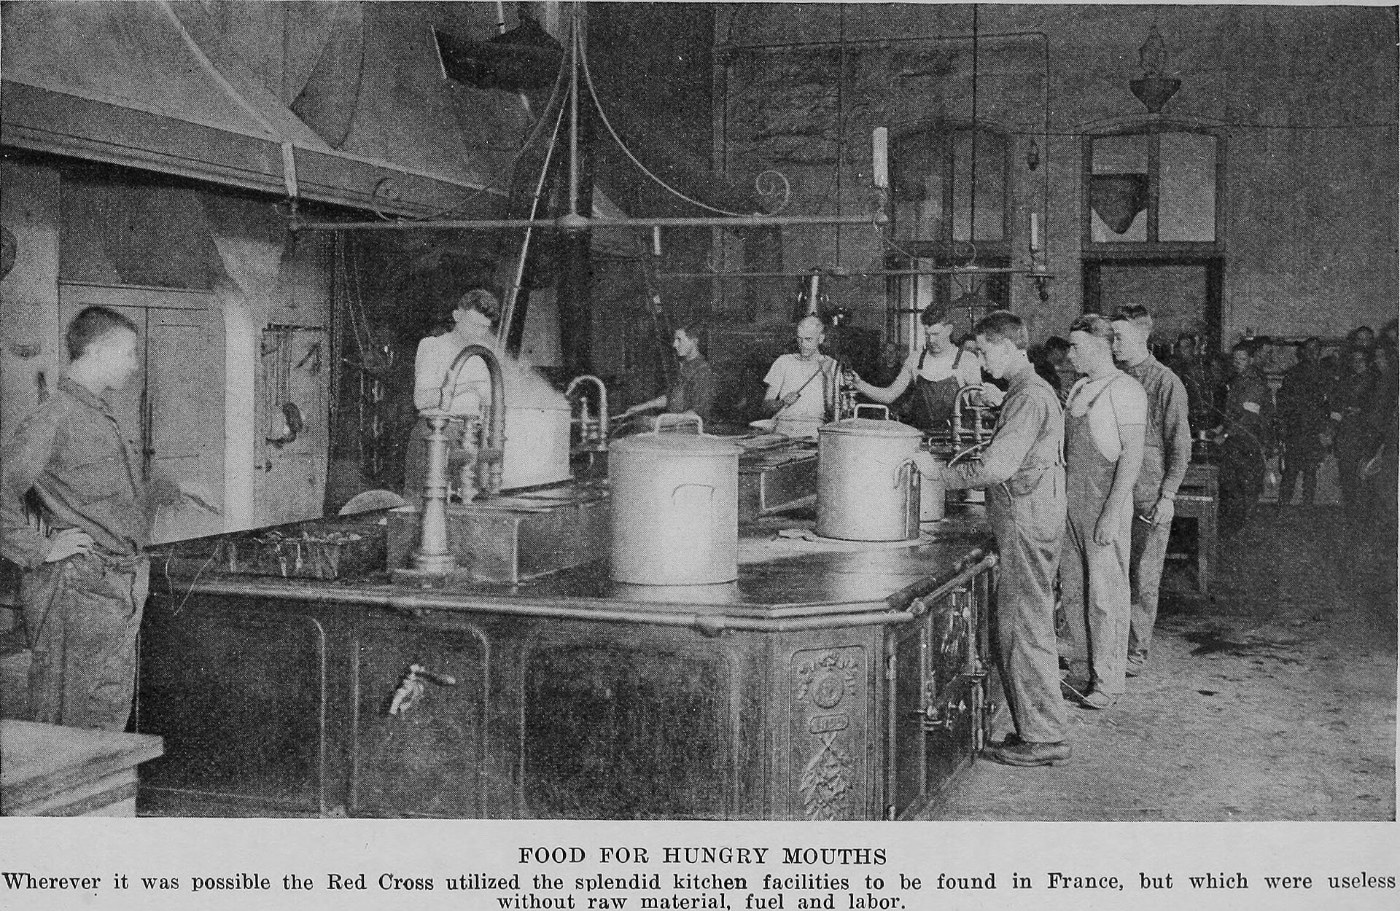 FOOD FOR HUNGRY MOUTHS
Wherever it was possible the Red Cross utilized the splendid kitchen facilities to be found in France, but which were useless
without raw material, fuel and labor.